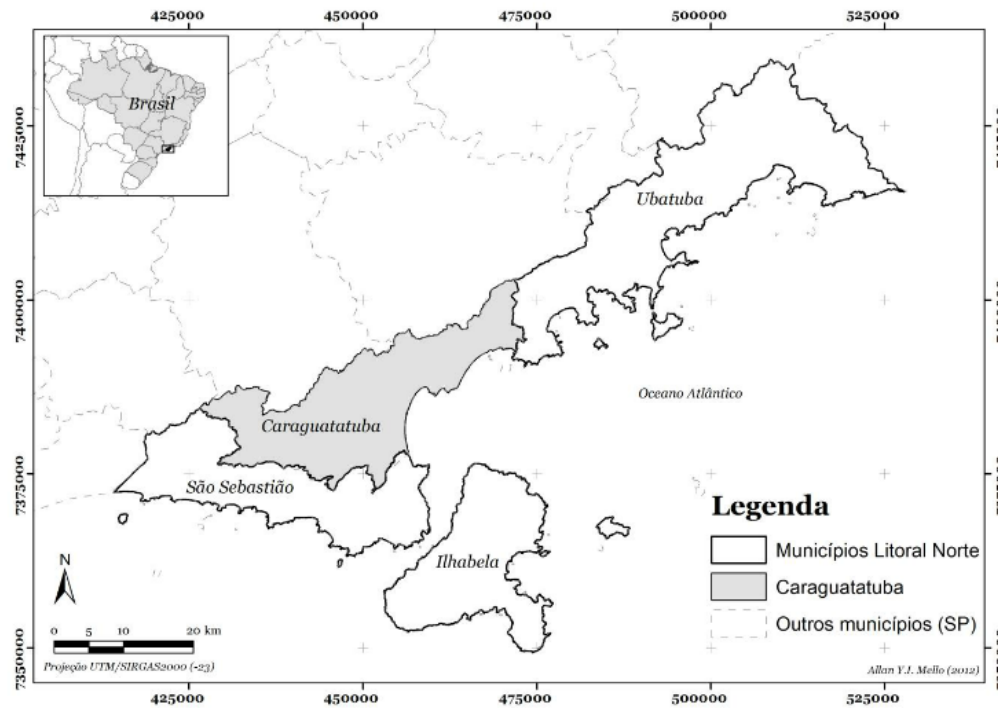 425000 450000 475000 500000 525000
Brasil
7425000
Ubatuba
7400000
Oceano Atlântico
Caraguatatuba
7375000
São Sebastião
Legenda
Municípios Litoral Norte
Ilhabela
N
Caraguatatuba
Outros municípios (SP)
0 5 10 20 km
7350000
Projeção UTM/SIRGAS2000 (-23)
Allan Y.I. Mello (2012)
425000 450000 475000 500000 525000